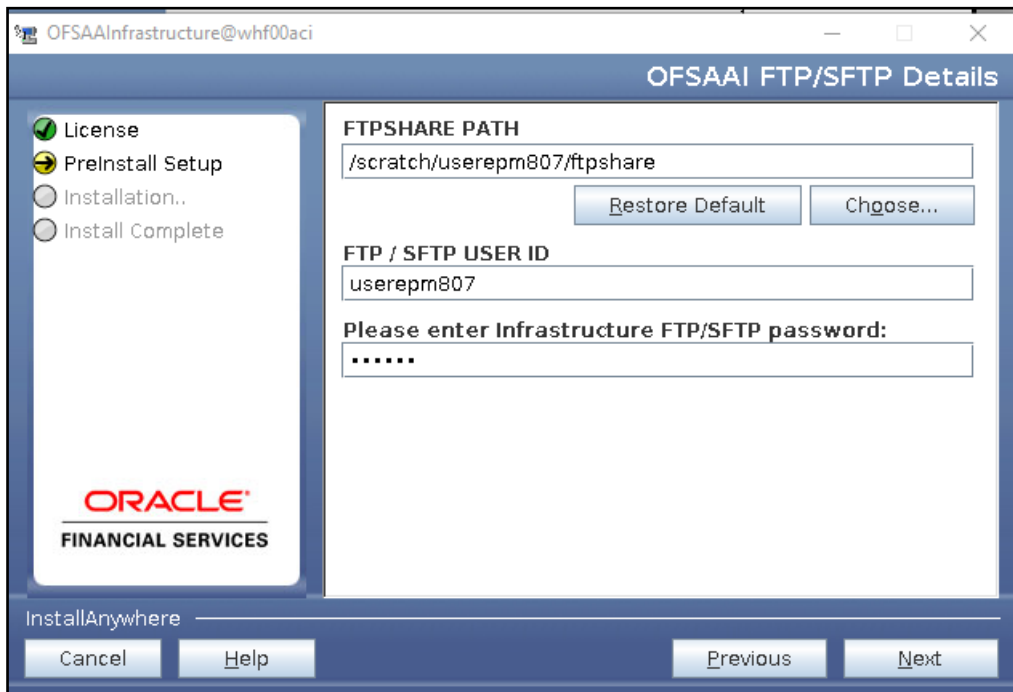 OFSAAInfrastructure@whf00aci
OFSAAI FTP/SFTP Details
License
PreInstall Setup
Installation..
Install Complete
ORACLE
FINANCIAL SERVICES
FTPSHARE PATH
/scratch/userepm807/ftpshare
Restore Default
Choose...
FTP / SFTP USER ID
userepm807
Please enter Infrastructure FTP/SFTP password:
••••••
InstallAnywhere
Cancel
Help
Previous
Next